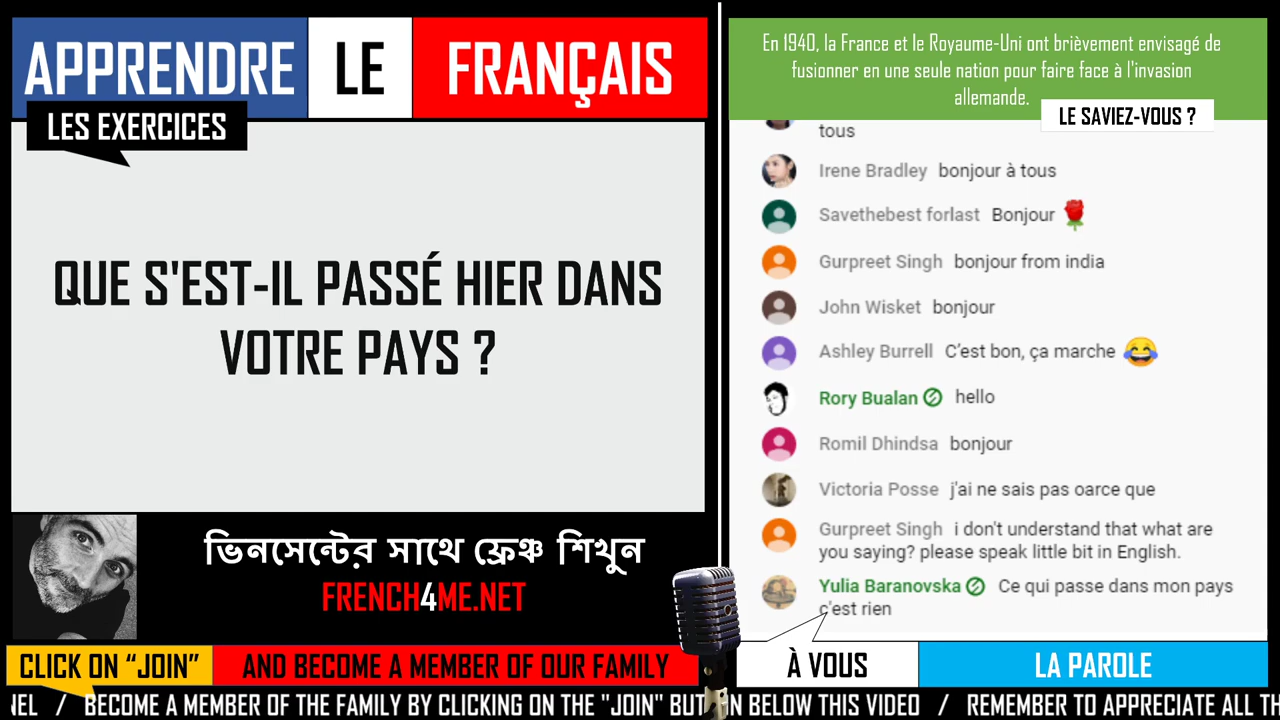 APPRENDRE LE FRANÇAIS
LES EXERCICES
QUE S'EST-IL PASSÉ HIER DANS
VOTRE PAYS ?
ভিনসেন্টের সাথে ফ্রেঞ্চ শিখুন
FRENCH4ME.NET
CLICK ON “JOIN” AND BECOME A MEMBER OF OUR FAMILY
En 1940, la France et le Royaume-Uni ont brièvement envisagé de
fusionner en une seule nation pour faire face à l'invasion
allemande.
LE SAVIEZ-VOUS ?
tous
Irene Bradley bonjour à tous
Savethebest forlast Bonjour 🌹
Gurpreet Singh bonjour from india
John Wisket bonjour
Ashley Burrell C'est bon, ça marche 😂
Rory Bualan hello
Romil Dhindsa bonjour
Victoria Posse j'ai ne sais pas oarce que
Gurpreet Singh i don't understand that what are
you saying? please speak little bit in English.
Yulia Baranovska Ce qui passe dans mon pays
c'est rien
À VOUS LA PAROLE
NEL / BECOME A MEMBER OF THE FAMILY BY CLICKING ON THE "JOIN" BUT ON BELOW THIS VIDEO / REMEMBER TO APPRECIATE ALL TH